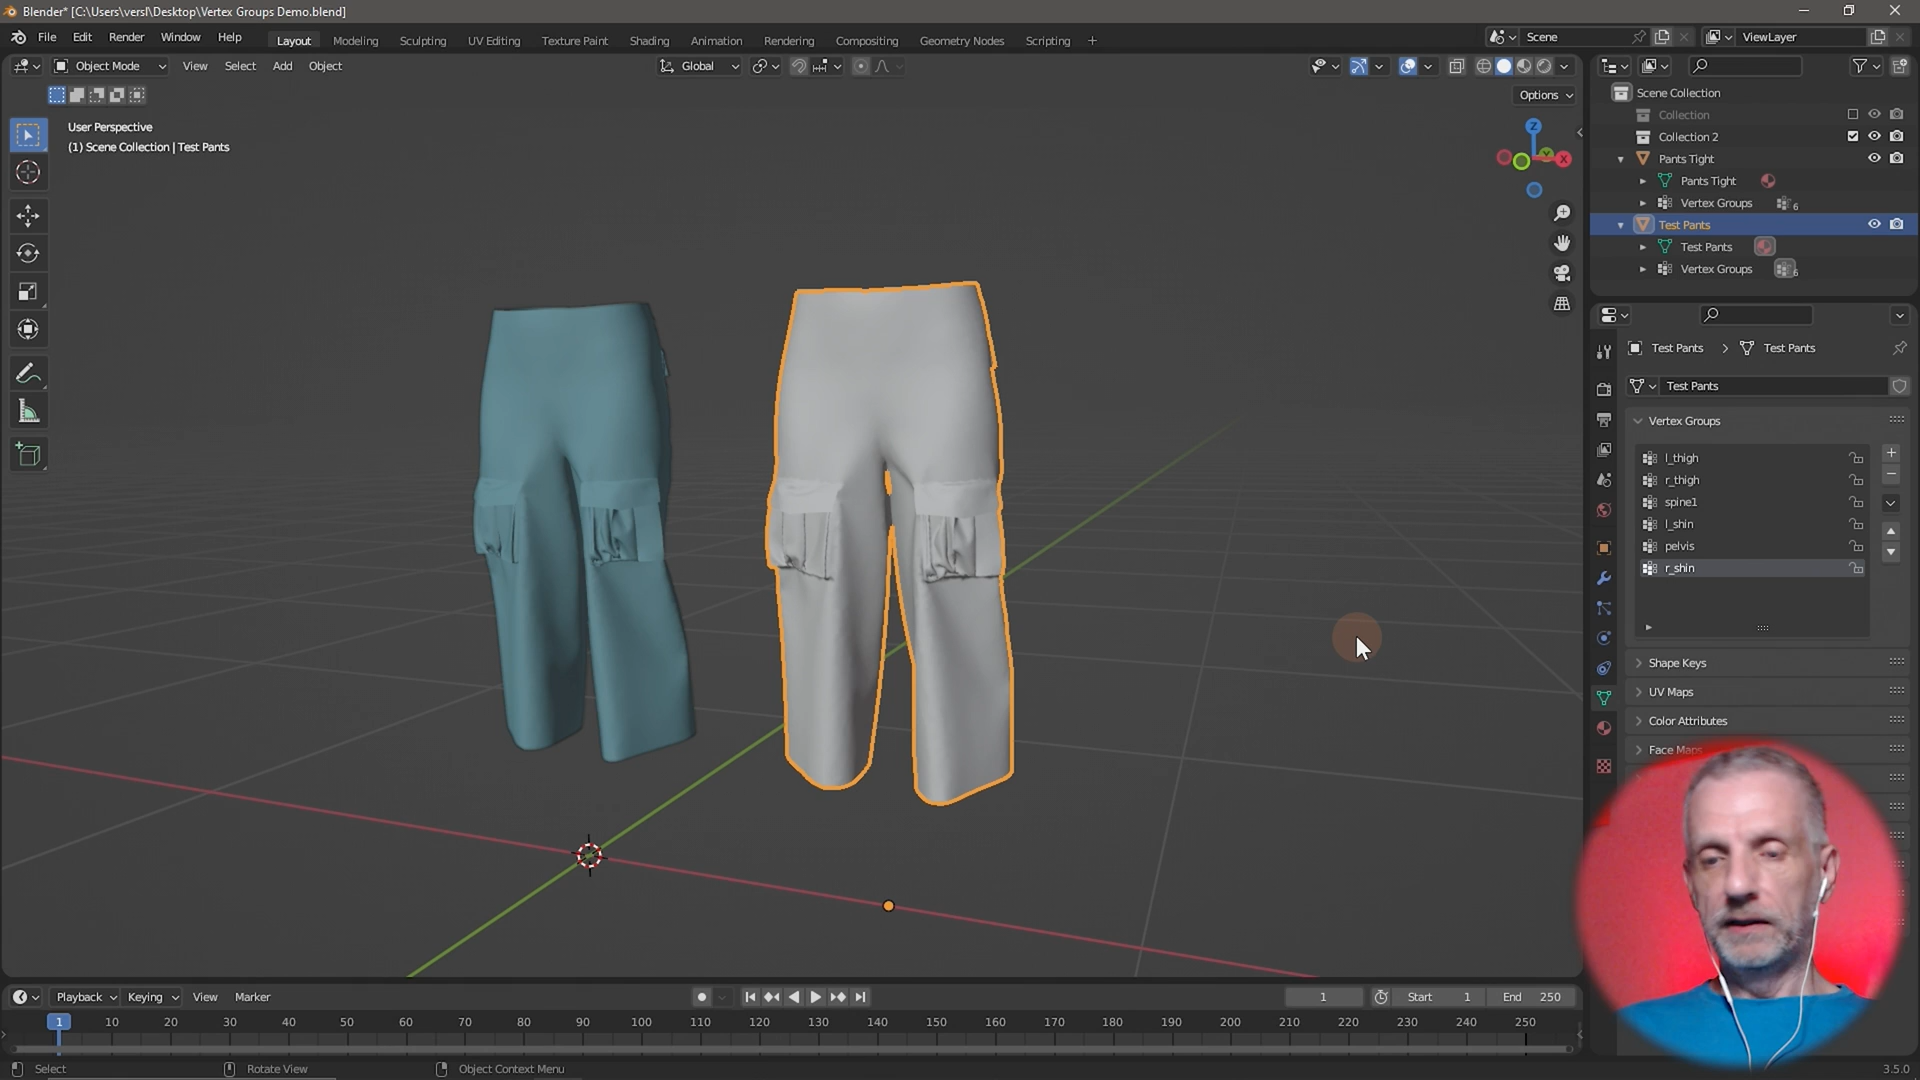 Blender* [C:\Users\versl\Desktop\Vertex Groups Demo.blend]
File Edit Render Window Help Layout Modeling Sculpting UV Editing Texture Paint Shading Animation Rendering Compositing Geometry Nodes Scripting + Scene ViewLayer
Object Mode View Select Add Object Global
Options
User Perspective
(1) Scene Collection | Test Pants
Z
Y
X
Scene Collection
Collection
Collection 2
Pants Tight
Pants Tight
Vertex Groups 6
Test Pants
Test Pants
Vertex Groups 6
Test Pants > Test Pants
Test Pants
Vertex Groups
l_thigh
r_thigh
spine1
l_shin
pelvis
r_shin
Shape Keys
UV Maps
Color Attributes
Face Maps
Playback Keying View Marker 1 Start 1 End 250
1 10 20 30 40 50 60 70 80 90 100 110 120 130 140 150 160 170 180 190 200 210 220 230 240 250
Select Rotate View Object Context Menu 3.5.0